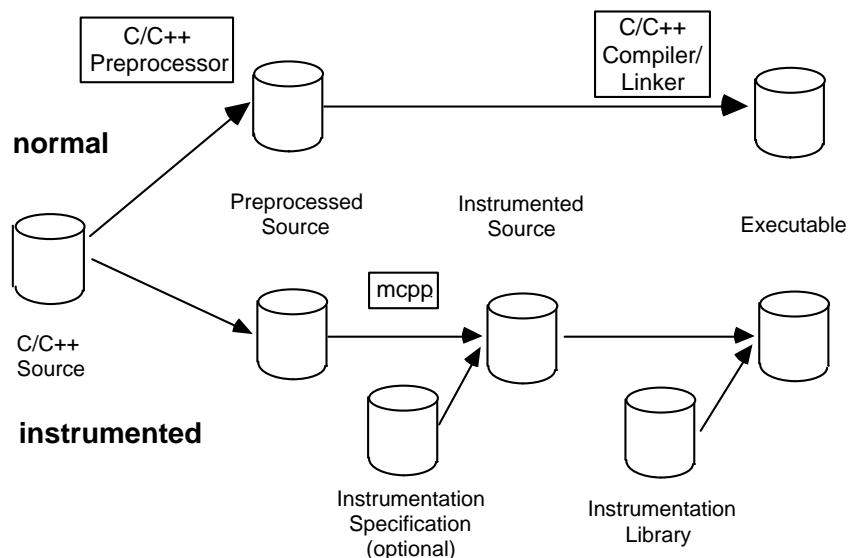 C/C++
Preprocessor
C/C++
Compiler/
Linker
normal
Preprocessed
Source
Instrumented
Source
Executable
mcpp
C/C++
Source
instrumented
Instrumentation
Specification
(optional)
Instrumentation
Library